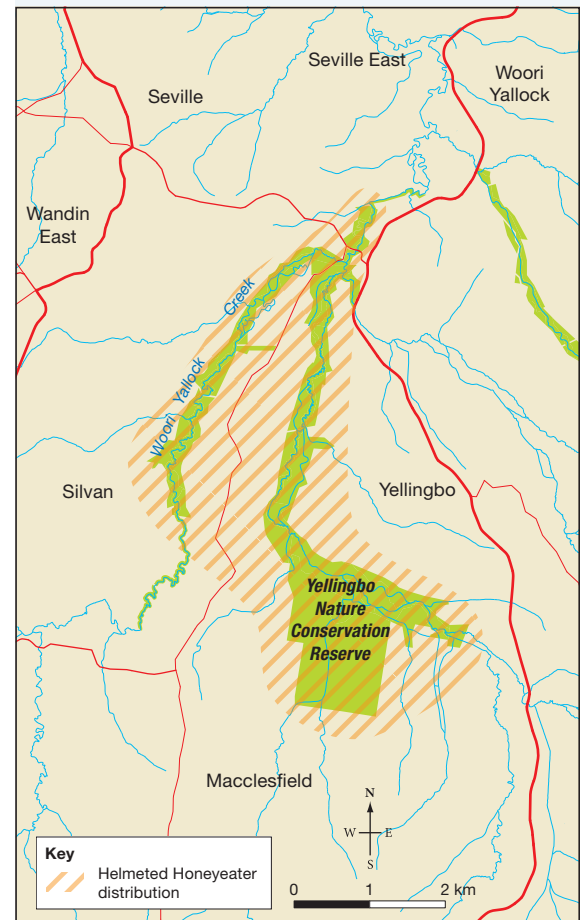 Seville East
Woori
Yallock
Seville
Wandin
East
Woori Yallock Creek
Silvan
Yellingbo
Yellingbo
Nature
Conservation
Reserve
Macclesfield
N
W E
S
Key
Helmeted Honeyeater
distribution
0 1 2 km